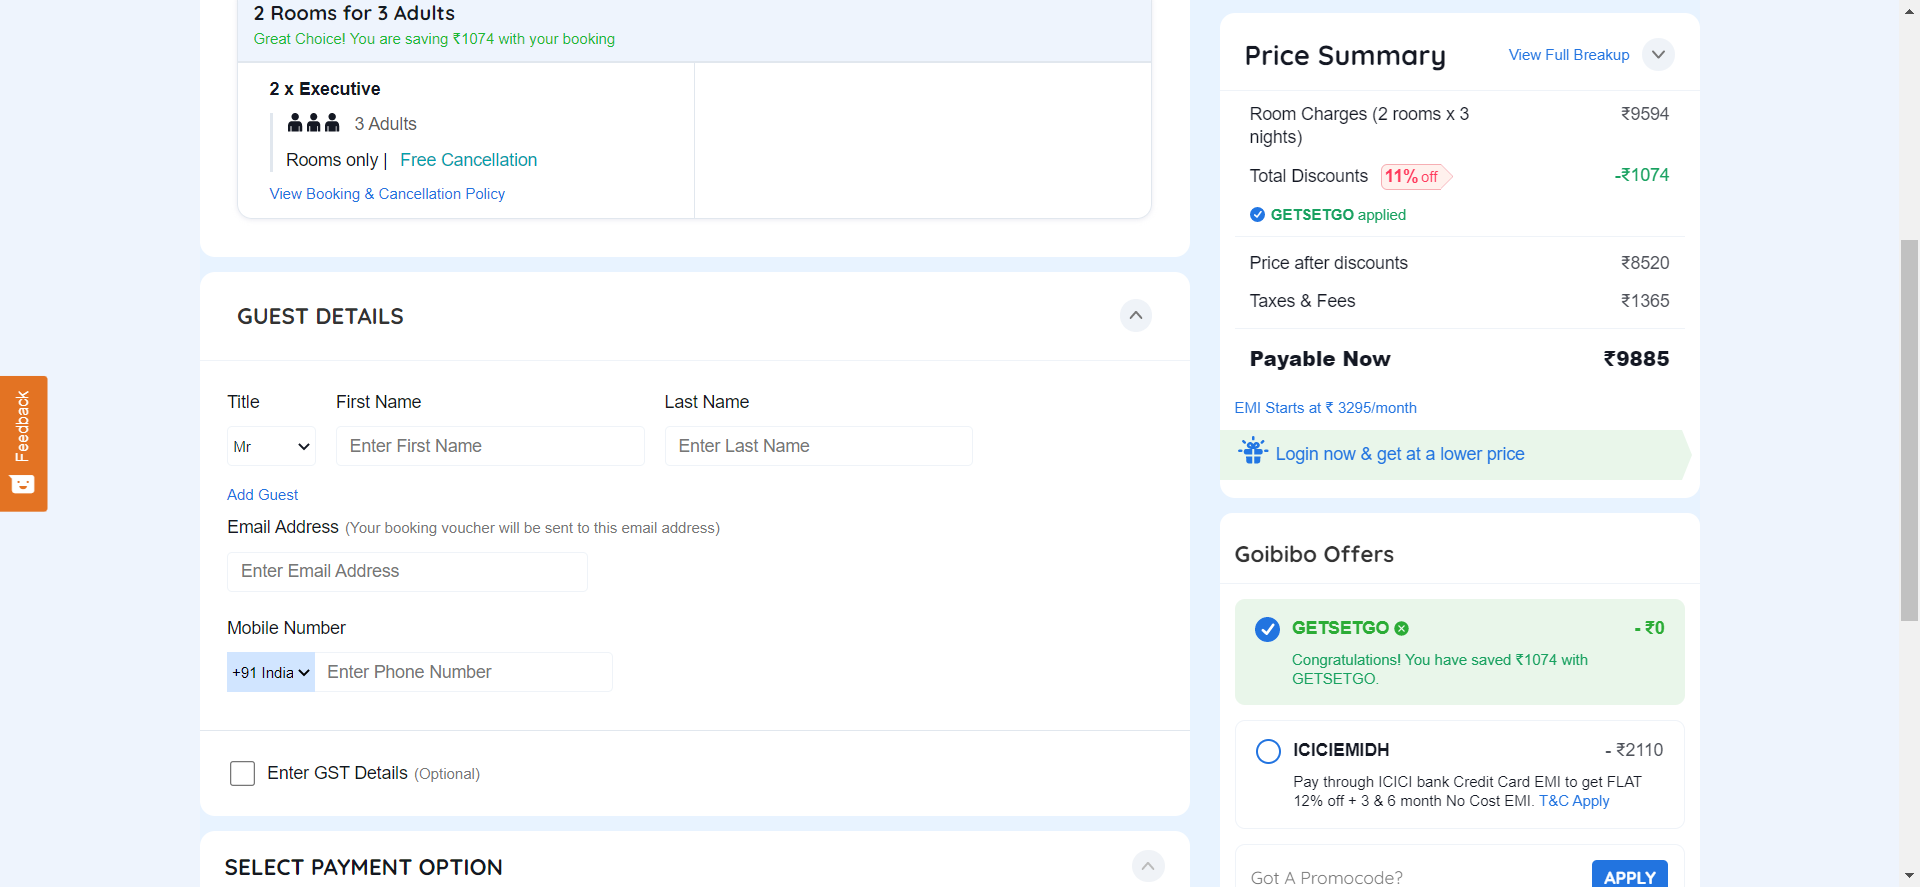 2 Rooms for 3 Adults
Great Choice! You are saving ₹1074 with your booking
2 x Executive
3 Adults
Rooms only | Free Cancellation
View Booking & Cancellation Policy
GUEST DETAILS
Title
First Name
Last Name
Mr
Enter First Name
Enter Last Name
Add Guest
Email Address (Your booking voucher will be sent to this email address)
Enter Email Address
Mobile Number
+91 India
Enter Phone Number
Enter GST Details (Optional)
SELECT PAYMENT OPTION
Feedback
Price Summary
View Full Breakup
Room Charges (2 rooms x 3
nights)
₹9594
Total Discounts 11% off
-₹1074
GETSETGO applied
Price after discounts
₹8520
Taxes & Fees
₹1365
Payable Now
₹9885
EMI Starts at ₹ 3295/month
Login now & get at a lower price
Goibibo Offers
GETSETGO
- ₹0
Congratulations! You have saved ₹1074 with
GETSETGO.
ICICIEMIDH
- ₹2110
Pay through ICICI bank Credit Card EMI to get FLAT
12% off + 3 & 6 month No Cost EMI. T&C Apply
Got A Promocode?
APPLY